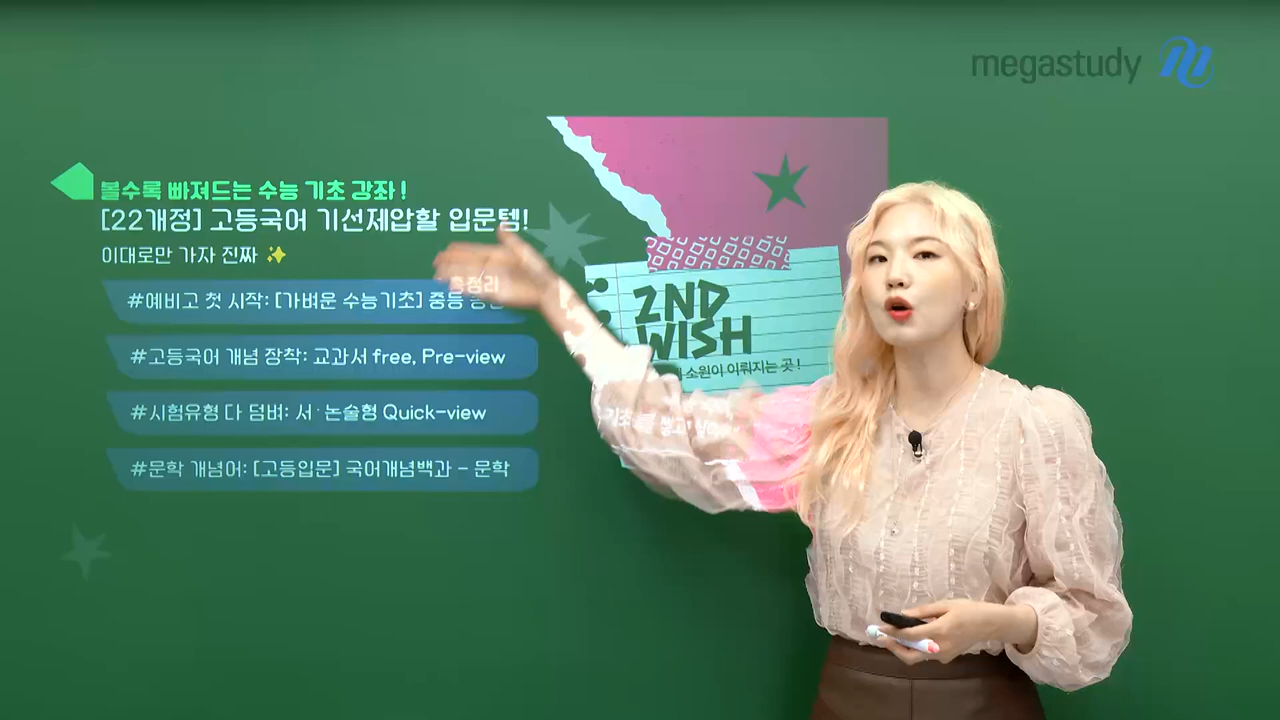 megastudy
볼수록 빠져드는 수능 기초 강좌 !
[22개정] 고등국어 기선제압할 입문템!
이대로만 가자 진짜 ✨
총정리
#예비고 첫 시작: [가벼운 수능기초] 중등
#고등국어 개념 장착: 교과서 free, Pre-view
#시험유형 다 덤벼: 서·논술형 Quick-view
#문학 개념어: [고등입문] 국어개념백과 - 문학
2ND
WISH
소원이 이뤄지는 곳 !
기초